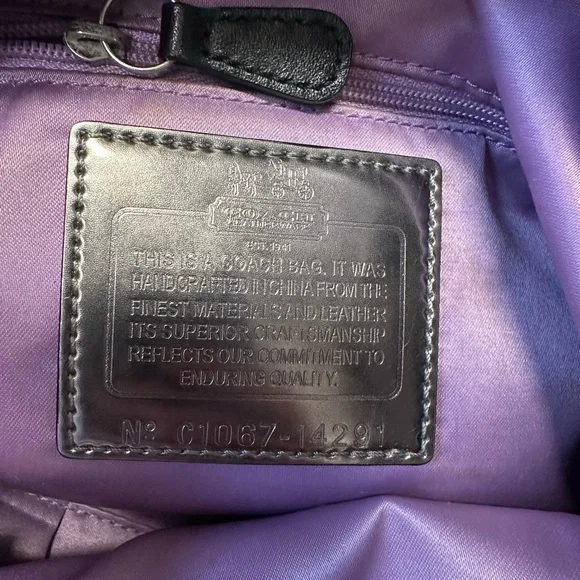 COACH
LEATHERWARE
EST. 1941
THIS IS A COACH BAG. IT WAS
HANDCRAFTED IN CHINA FROM THE
FINEST MATERIALS AND LEATHER
ITS SUPERIOR CRAFTSMANSHIP
REFLECTS OUR COMMITMENT TO
ENDURING QUALITY.
Nº C1067-14291